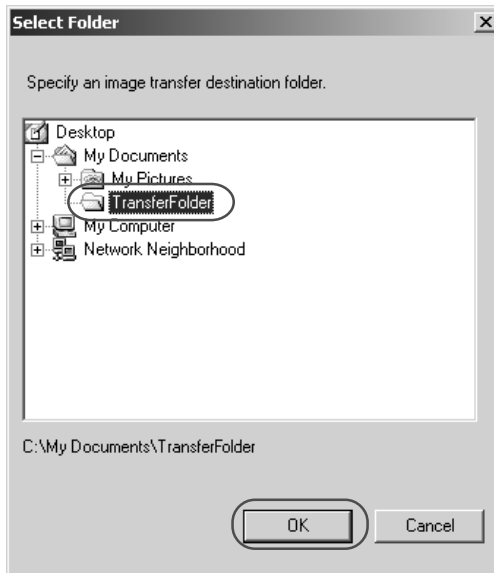 Select Folder
Specify an image transfer destination folder.
Desktop
My Documents
My Pictures
TransferFolder
My Computer
Network Neighborhood
C:\My Documents\TransferFolder
OK Cancel